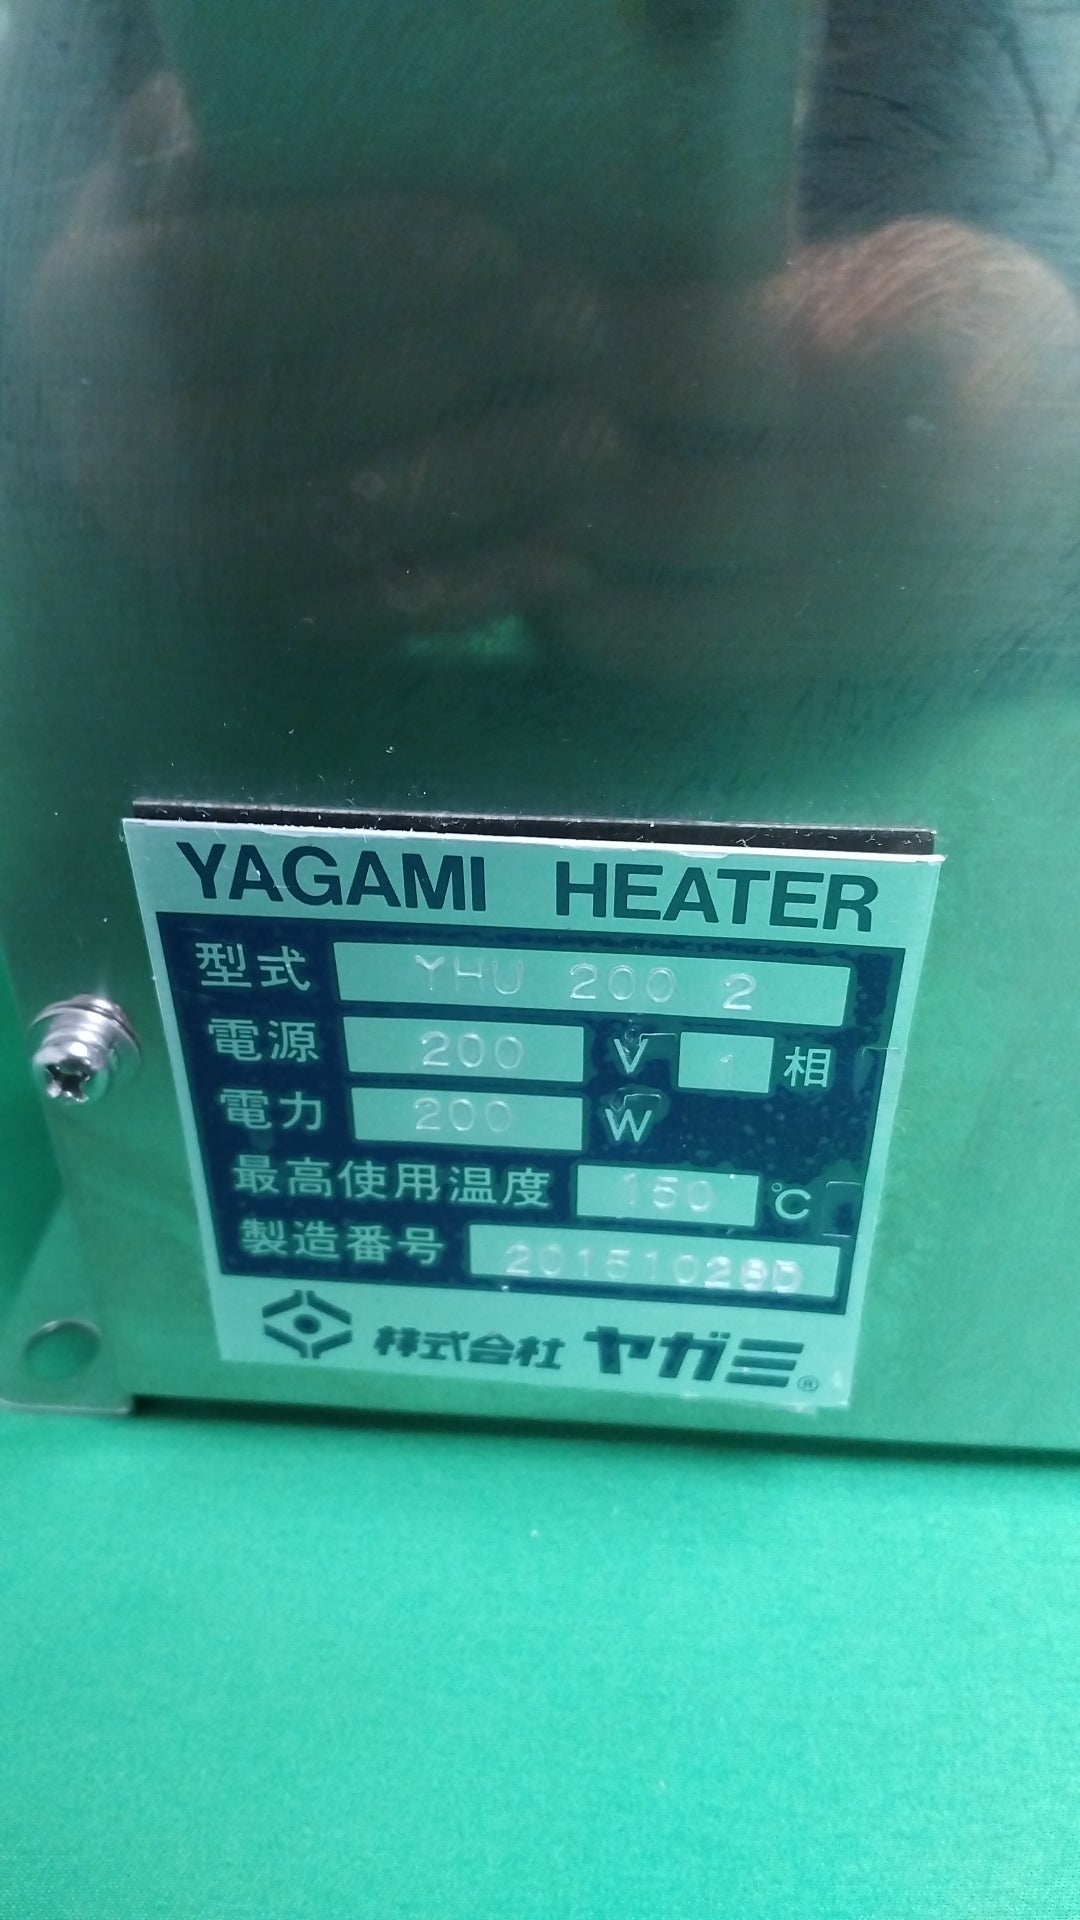 YAGAMI HEATER
型式 YHU 200 2
電源 200 V 1 相
電力 200 W
最高使用温度 150 ℃
製造番号 20151028D
株式会社 ヤガミ ®